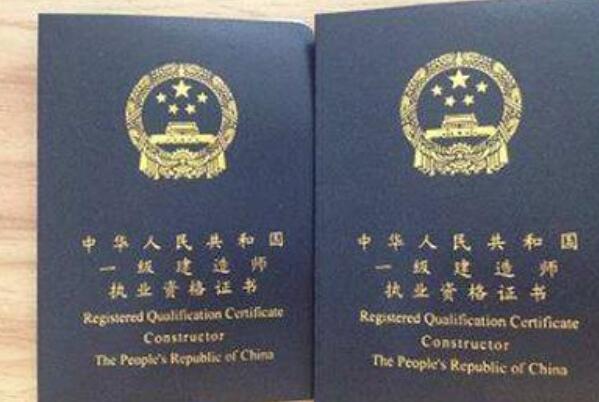 中华人民共和国
一级建造师
执业资格证书
Registered Qualification Certificate
Constructor
The People's Republic of China
中华人民共和国
一级建造师
执业资格证书
Registered Qualification Certificate
Constructor
The People's Republic of China